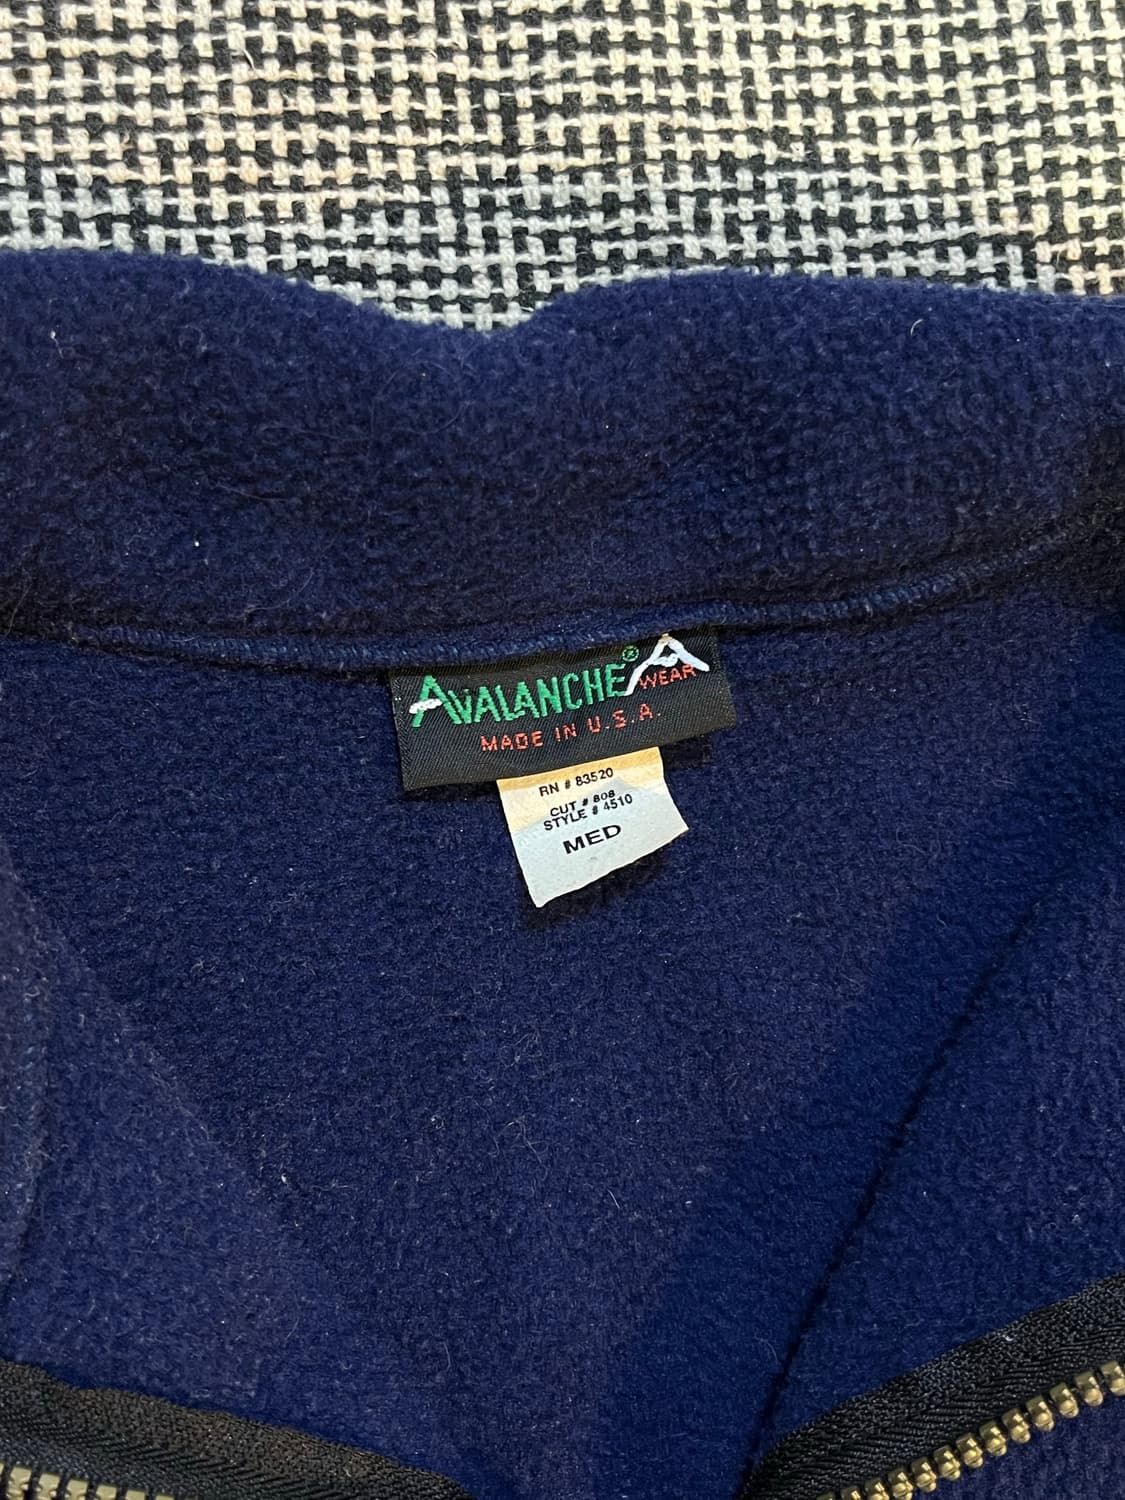 AVALANCHE® WEAR
MADE IN U.S.A.
RN # 83520
CUT # 808
STYLE # 4510
MED